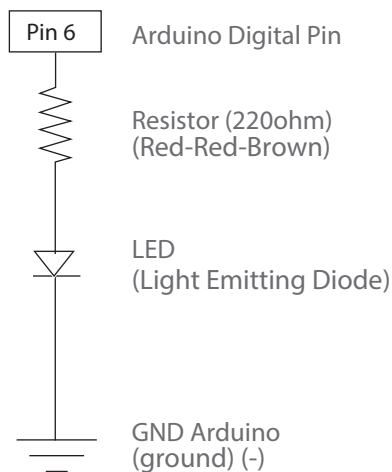 Pin 6
Arduino Digital Pin
Resistor (220ohm)
(Red-Red-Brown)
LED
(Light Emitting Diode)
GND Arduino
(ground) (-)